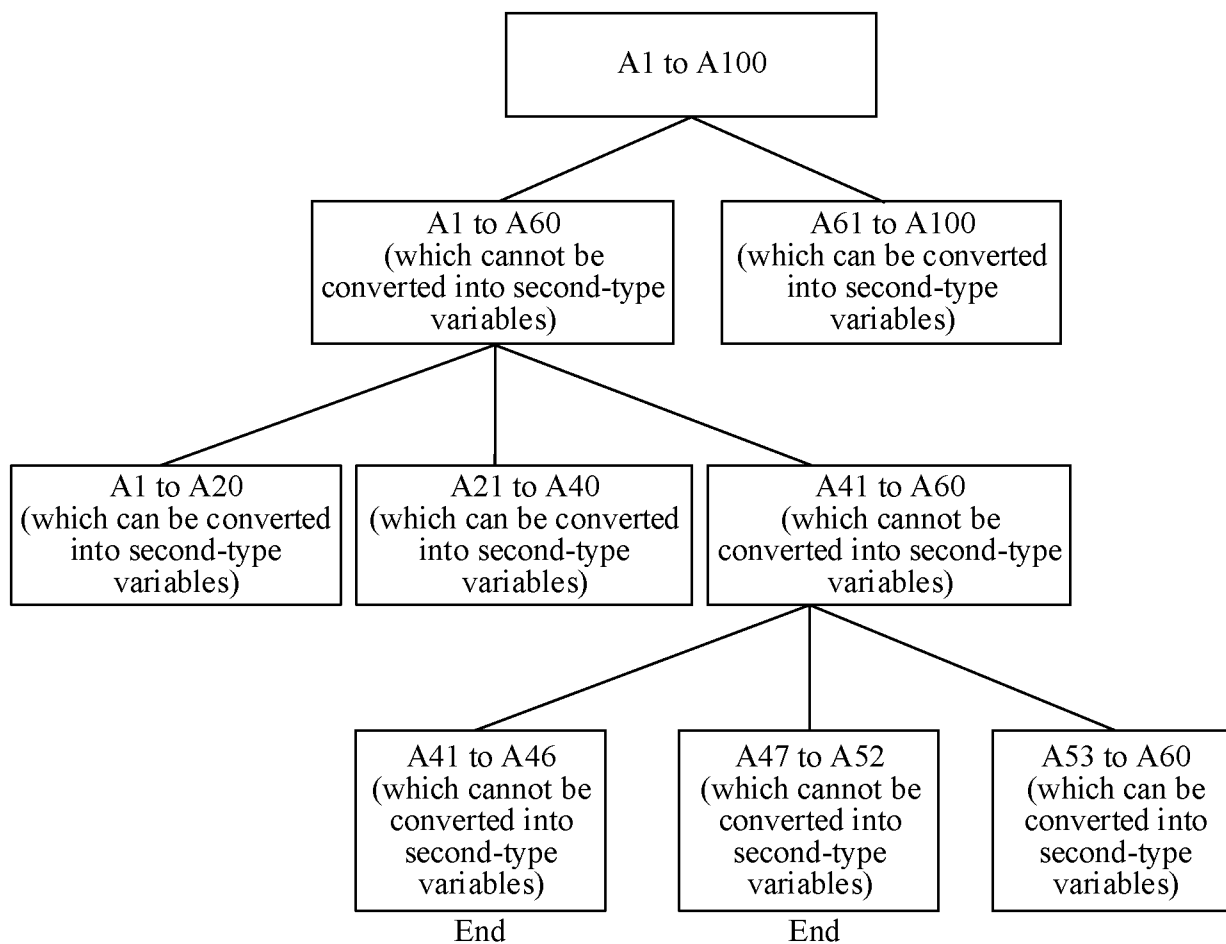 A1 to A100
A1 to A60
(which cannot be
converted into second-type
variables)
A61 to A100
(which can be converted
into second-type
variables)
A1 to A20
(which can be converted
into second-type
variables)
A21 to A40
(which can be converted
into second-type
variables)
A41 to A60
(which cannot be
converted into second-type
variables)
A41 to A46
(which cannot be
converted into
second-type
variables)
End
A47 to A52
(which cannot be
converted into
second-type
variables)
End
A53 to A60
(which can be
converted into
second-type
variables)